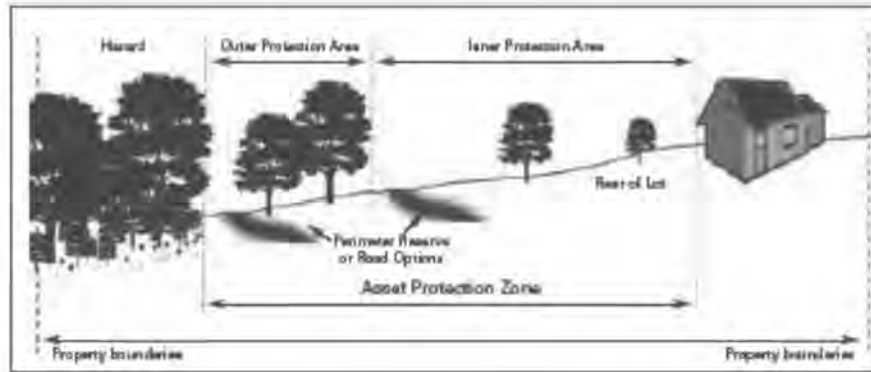 Hazard
Outer Protection Area
Inner Protection Area
Rear of Lot
Perimeter Reserve
or Road Options
Asset Protection Zone
Property boundaries
Property boundaries